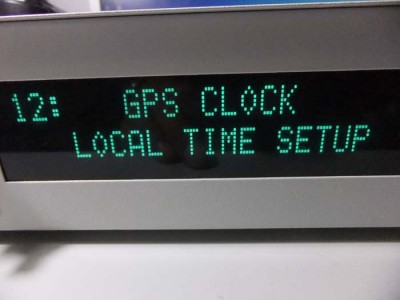 12: GPS CLOCK
LOCAL TIME SETUP